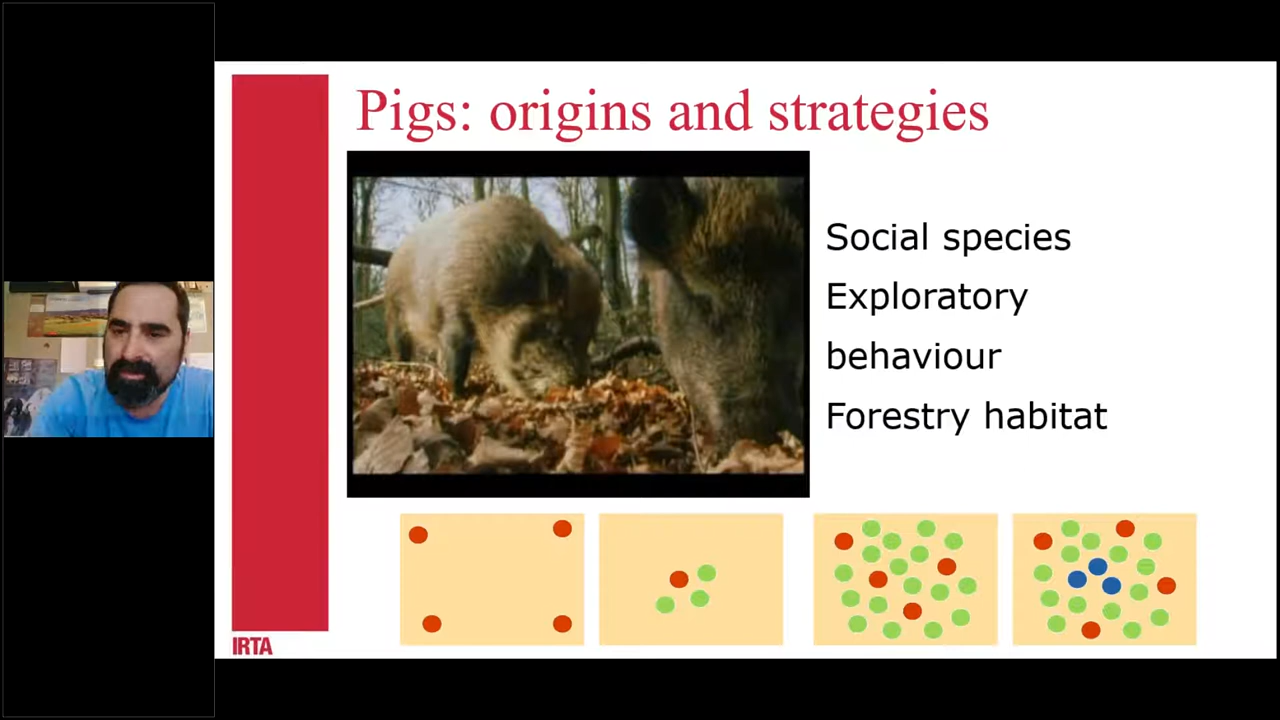 Pigs: origins and strategies
Social species
Exploratory
behaviour
Forestry habitat
IRTA